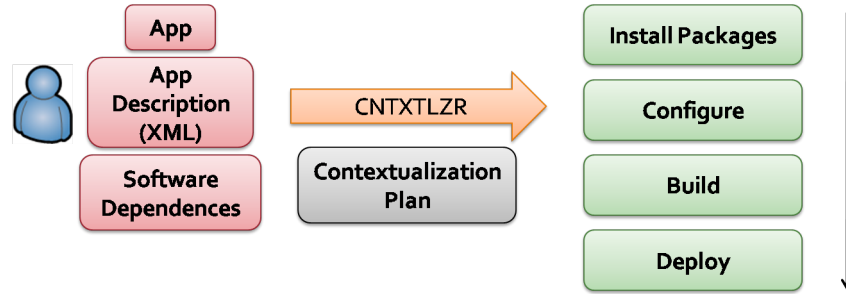 App
App
Description
(XML)
Software
Dependences
CNTXTLZR
Contextualization
Plan
Install Packages
Configure
Build
Deploy